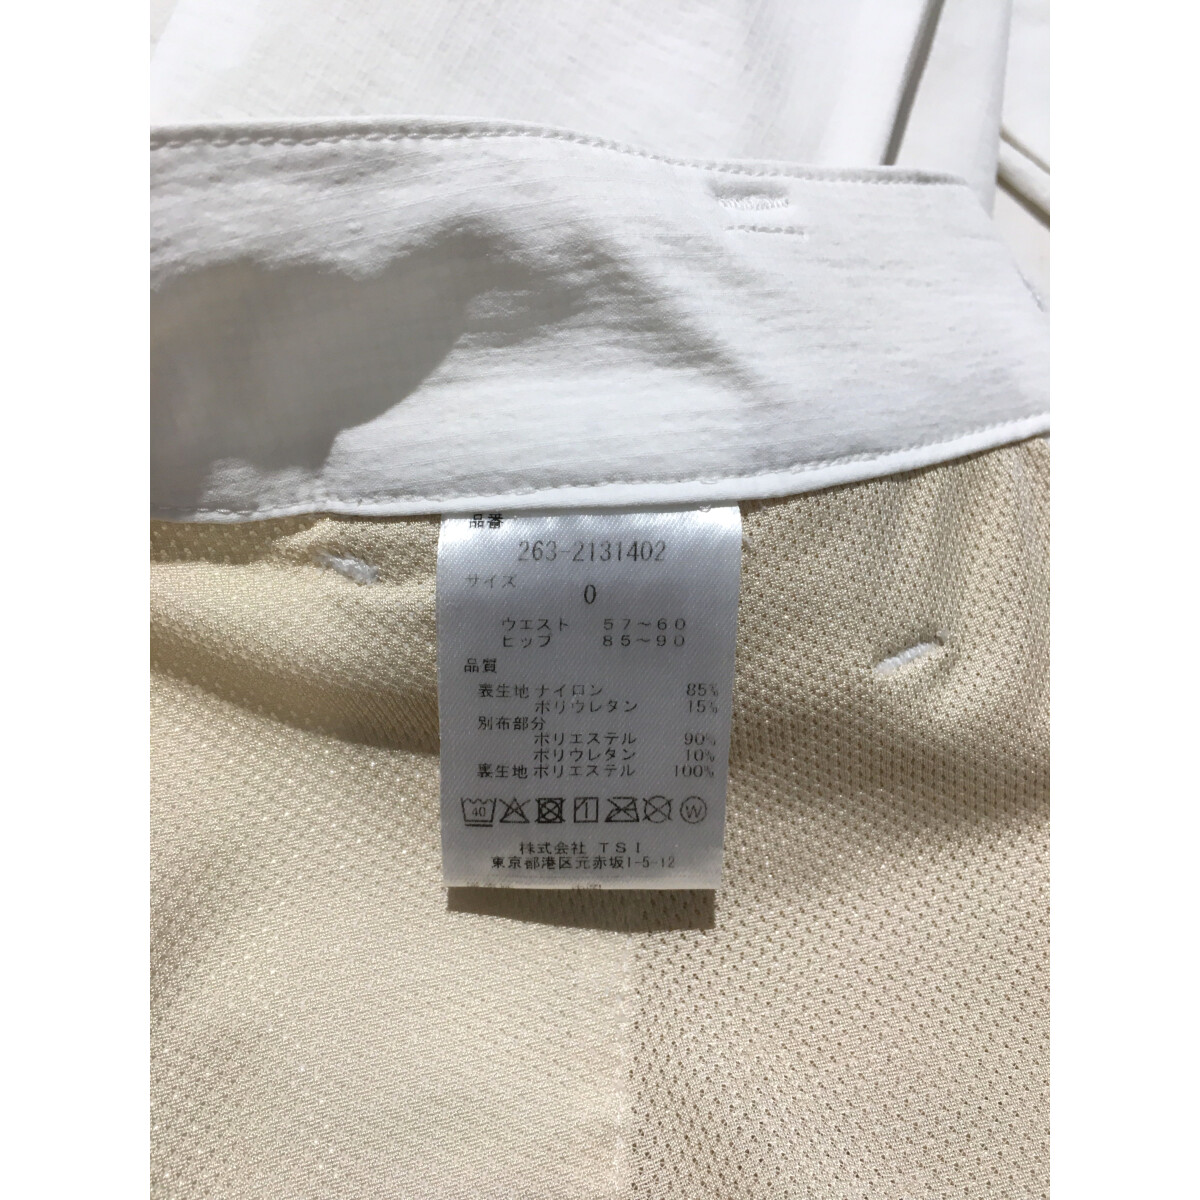 品番
263-2131402
サイズ
0
ウエスト 57～60
ヒップ 85～90
品質
表生地 ナイロン 85%
ポリウレタン 15%
別布部分
ポリエステル 90%
ポリウレタン 10%
裏生地 ポリエステル 100%
40 W
株式会社 TSI
東京都港区元赤坂1-5-12